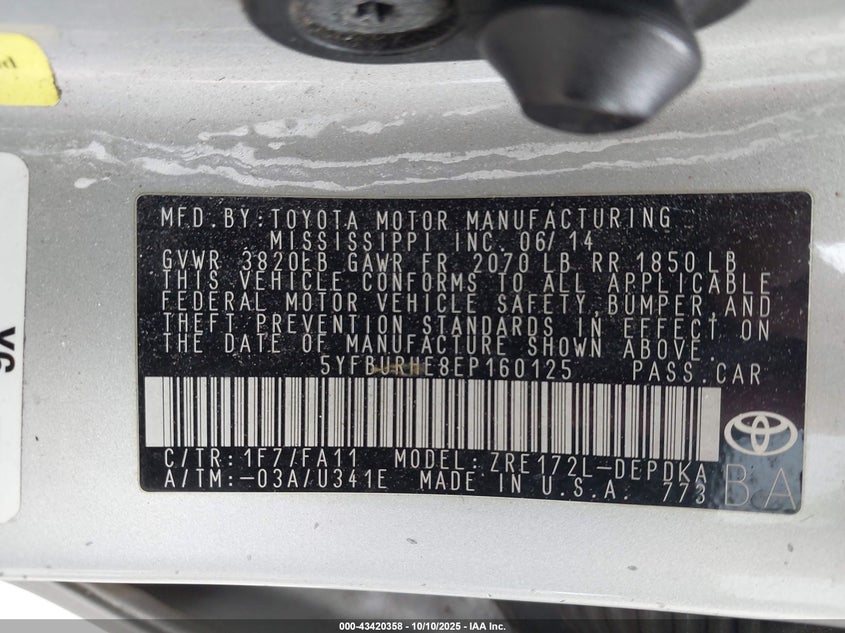 MFD. BY: TOYOTA MOTOR MANUFACTURING
MISSISSIPPI INC. 06/14
GVWR 3820LB GAWR FR 2070 LB RR 1850 LB
THIS VEHICLE CONFORMS TO ALL APPLICABLE
FEDERAL MOTOR VEHICLE SAFETY, BUMPER, AND
THEFT PREVENTION STANDARDS IN EFFECT ON
THE DATE OF MANUFACTURE SHOWN ABOVE.
5YFBURHE8EP160125 PASS. CAR
C/TR: 1F7/FA11 MODEL: ZRE172L-DEPDKA
A/TM: -03A/U341E MADE IN U.S.A. 773
BA
000-43420358 - 10/10/2025 - IAA Inc.